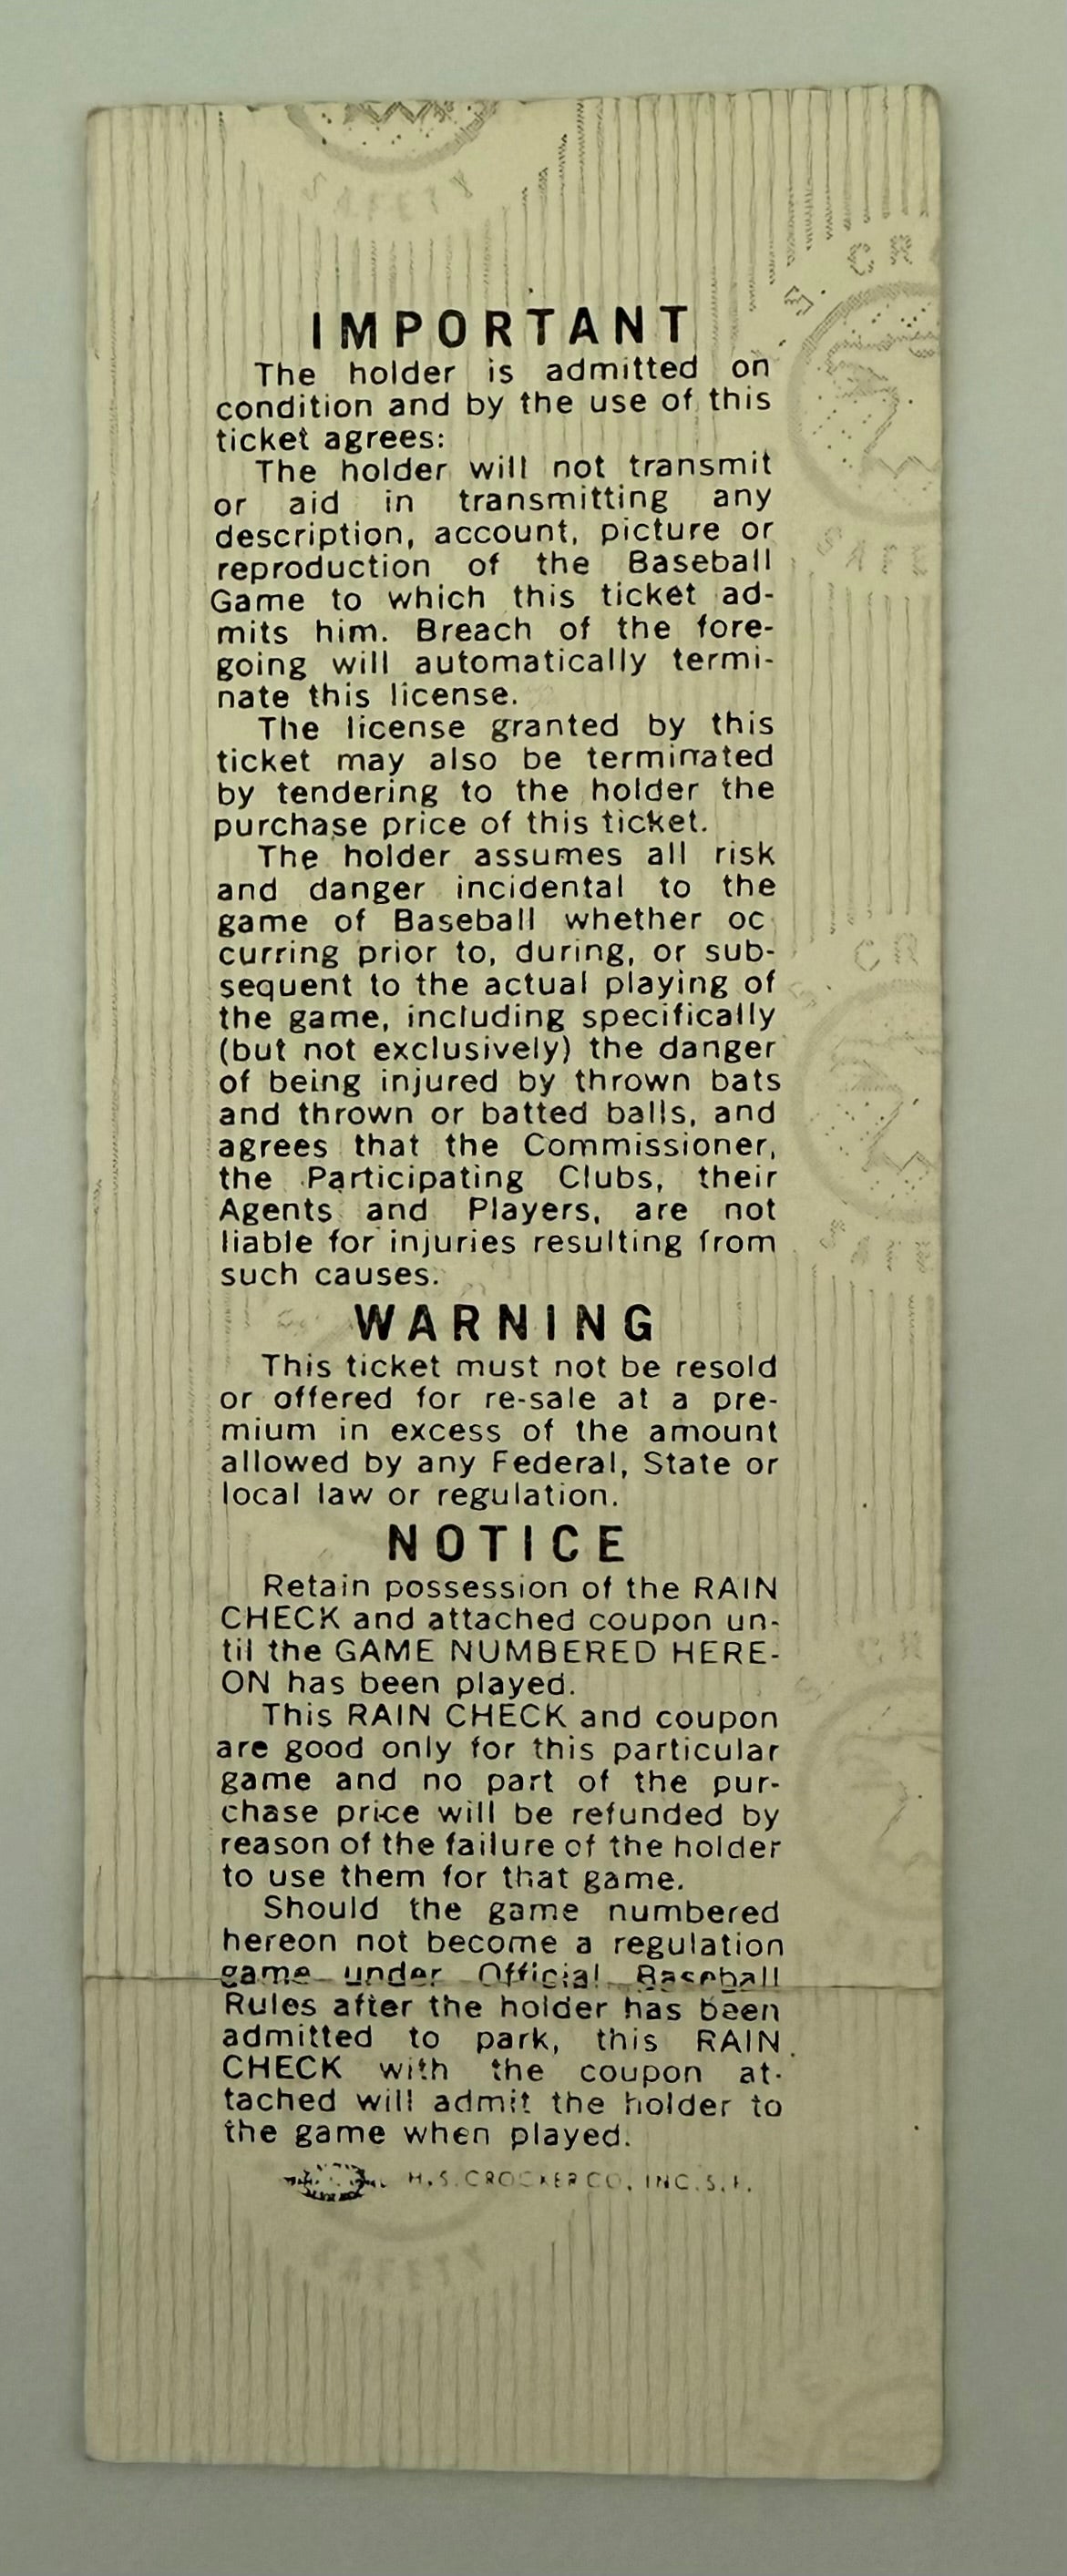 IMPORTANT
The holder is admitted on
condition and by the use of this
ticket agrees:
The holder will not transmit
or aid in transmitting any
description, account, picture or
reproduction of the Baseball
Game to which this ticket ad-
mits him. Breach of the fore-
going will automatically termi-
nate this license.
The license granted by this
ticket may also be terminated
by tendering to the holder the
purchase price of this ticket.
The holder assumes all risk
and danger incidental to the
game of Baseball whether oc
curring prior to, during, or sub-
sequent to the actual playing of
the game, including specifically
(but not exclusively) the danger
of being injured by thrown bats
and thrown or batted balls, and
agrees that the Commissioner,
the Participating Clubs, their
Agents and Players, are not
liable for injuries resulting from
such causes.
WARNING
This ticket must not be resold
or offered for re-sale at a pre-
mium in excess of the amount
allowed by any Federal, State or
local law or regulation.
NOTICE
Retain possession of the RAIN
CHECK and attached coupon un-
til the GAME NUMBERED HERE-
ON has been played.
This RAIN CHECK and coupon
are good only for this particular
game and no part of the pur-
chase price will be refunded by
reason of the failure of the holder
to use them for that game.
Should the game numbered
hereon not become a regulation
game under Official Baseball
Rules after the holder has been
admitted to park, this RAIN
CHECK with the coupon at-
tached will admit the holder to
the game when played.
H.S. CROCKER CO., INC. S.F.